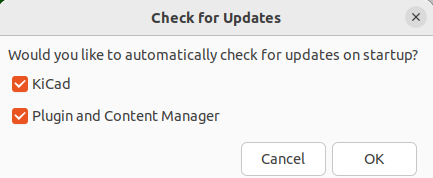 Check for Updates
Would you like to automatically check for updates on startup?
KiCad
Plugin and Content Manager
Cancel OK